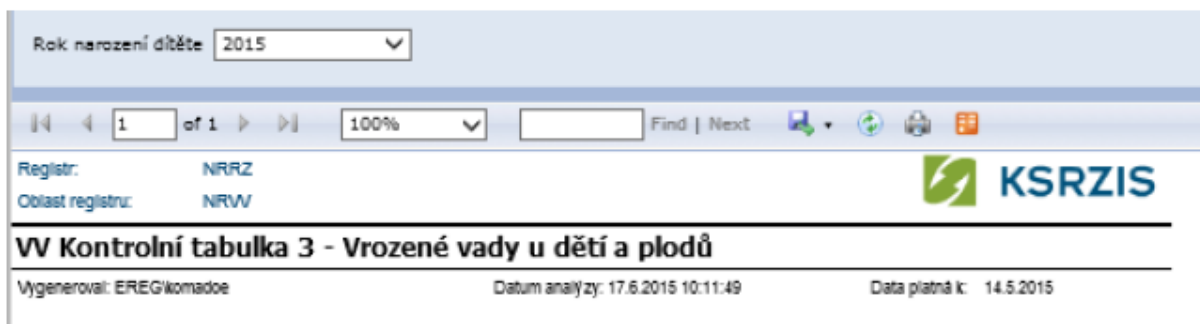 Rok narození dítěte 2015
1 of 1 100% Find | Next
Registr: NRRZ
Oblast registru: NRVV
KSRZIS
VV Kontrolní tabulka 3 - Vrozené vady u dětí a plodů
Vygeneroval: EREG\komadoe Datum analýzy: 17.6.2015 10:11:49 Data platná k: 14.5.2015